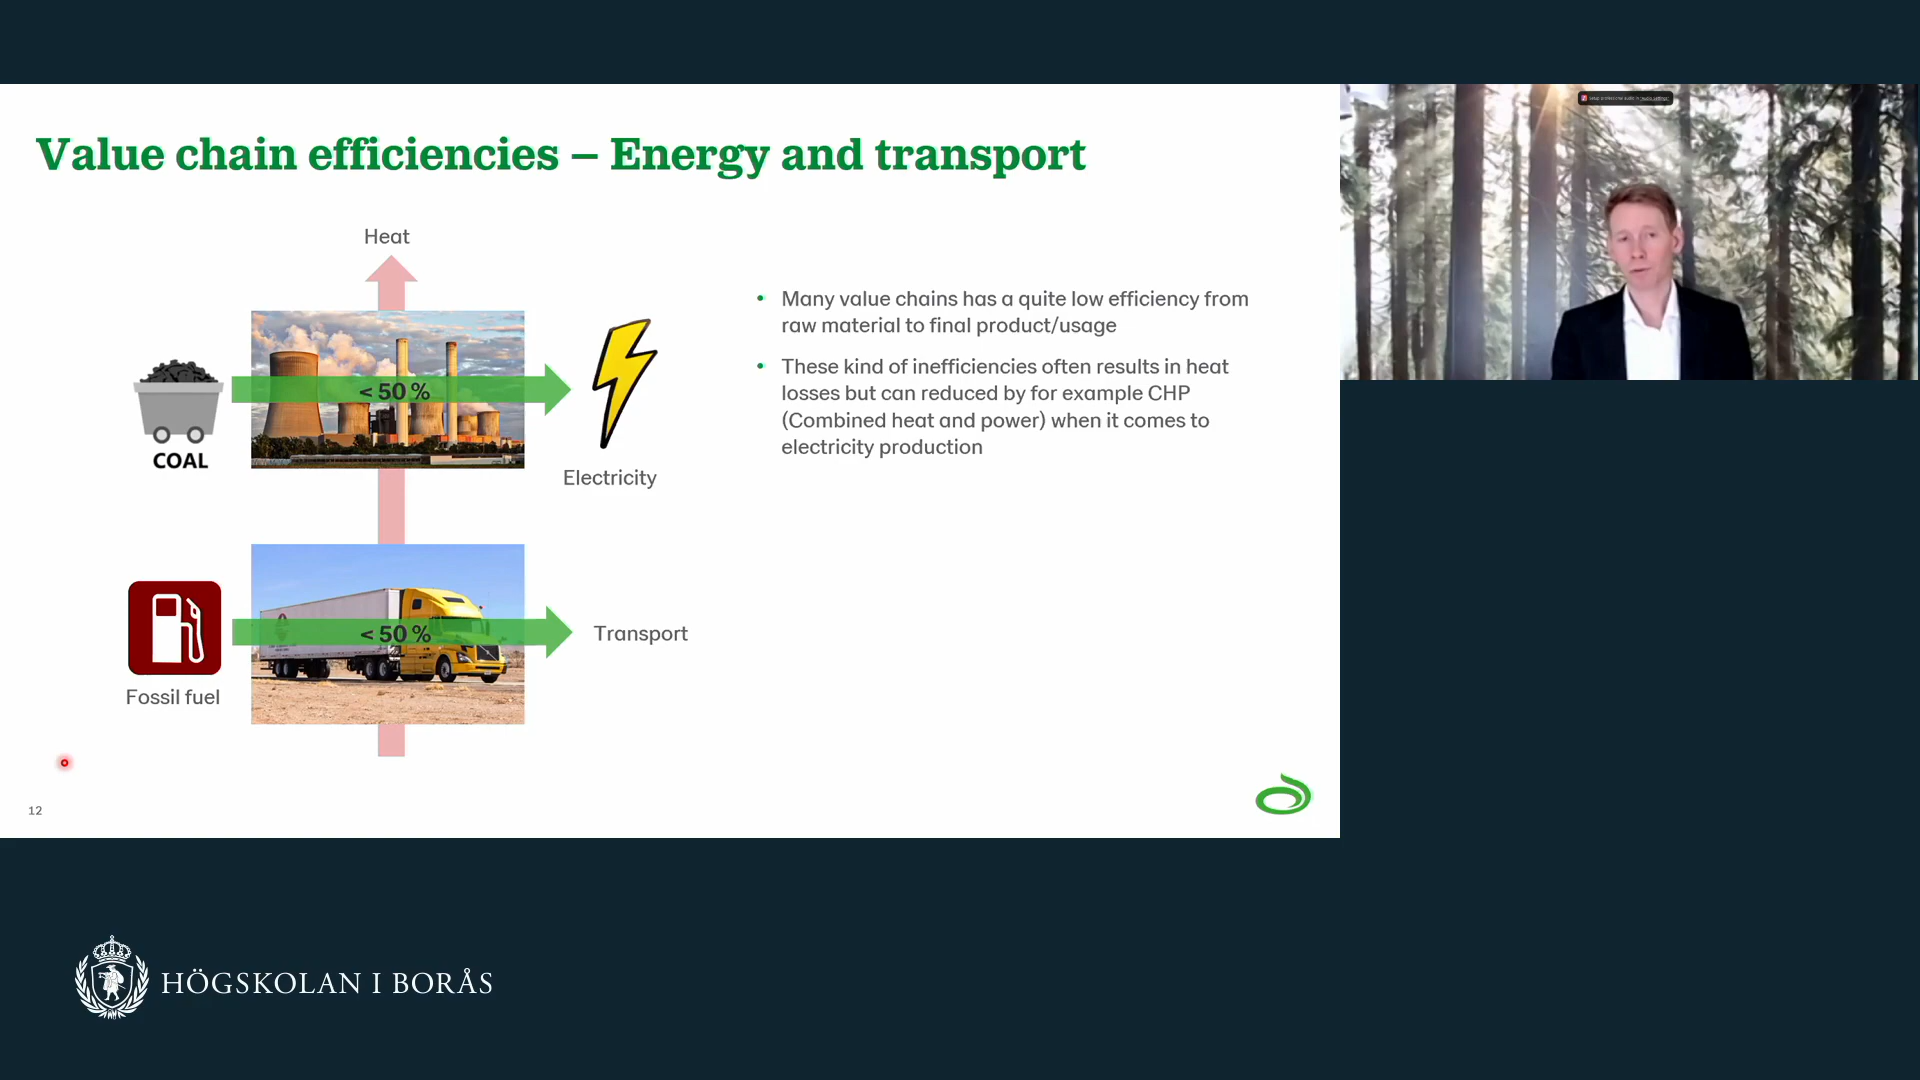 Value chain efficiencies – Energy and transport
Heat
< 50 %
COAL
Electricity
< 50 %
Transport
Fossil fuel
• Many value chains has a quite low efficiency from
raw material to final product/usage
• These kind of inefficiencies often results in heat
losses but can reduced by for example CHP
(Combined heat and power) when it comes to
electricity production
12
HÖGSKOLAN I BORÅS